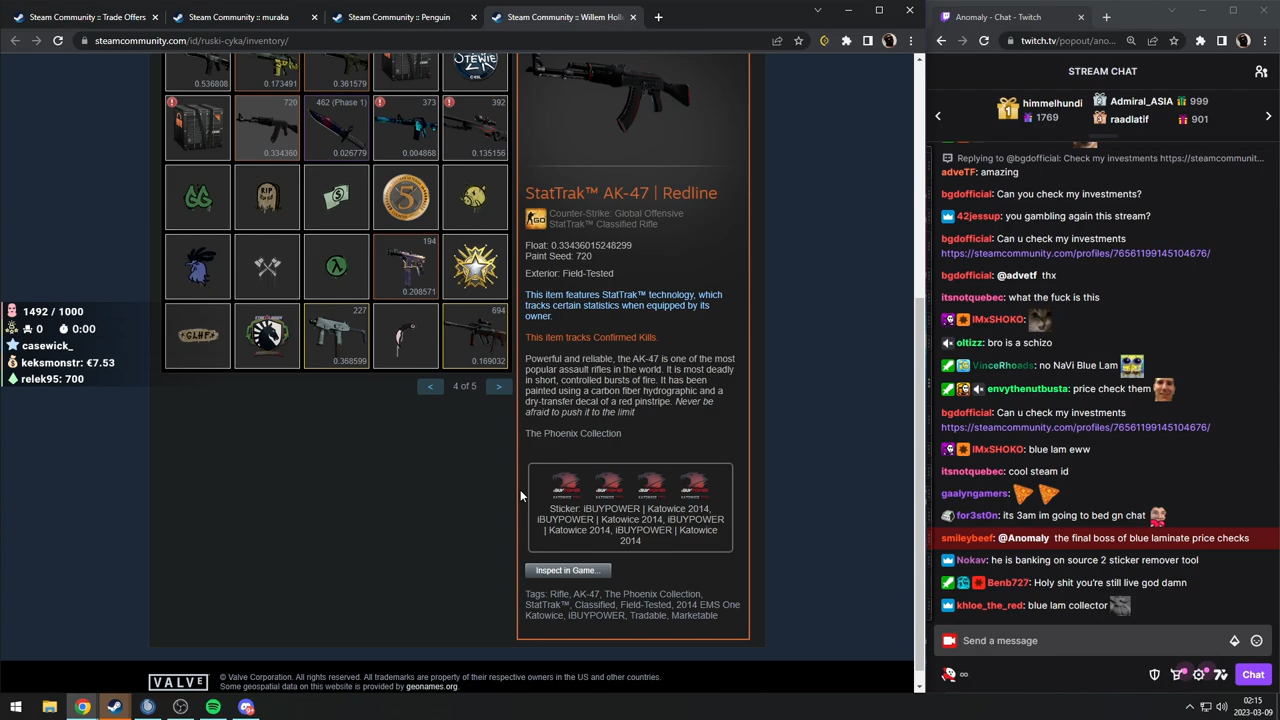 Steam Community :: Trade Offers
Steam Community :: muraka
Steam Community :: Penguin
Steam Community :: Willem Holl
steamcommunity.com/id/ruski-cyka/inventory/
0.536808
0.173491
0.361579
STEWIE
720
0.334360
462 (Phase 1)
0.026779
373
0.004868
392
0.135156
GG
RIP
5
194
0.208571
GLHF
227
0.368599
694
0.169032
< 4 of 5 >
1492 / 1000
0 0:00
casewick_
keksmonstr: €7.53
relek95: 700
StatTrak™ AK-47 | Redline
Counter-Strike: Global Offensive
StatTrak™ Classified Rifle
Float: 0.33436015248299
Paint Seed: 720
Exterior: Field-Tested
This item features StatTrak™ technology, which
tracks certain statistics when equipped by its
owner.
This item tracks Confirmed Kills.
Powerful and reliable, the AK-47 is one of the most
popular assault rifles in the world. It is most deadly
in short, controlled bursts of fire. It has been
painted using a carbon fiber hydrographic and a
dry-transfer decal of a red pinstripe. Never be
afraid to push it to the limit
The Phoenix Collection
Sticker: iBUYPOWER | Katowice 2014,
iBUYPOWER | Katowice 2014, iBUYPOWER
| Katowice 2014, iBUYPOWER | Katowice
2014
Inspect in Game...
Tags: Rifle, AK-47, The Phoenix Collection,
StatTrak™, Classified, Field-Tested, 2014 EMS One
Katowice, iBUYPOWER, Tradable, Marketable
VALVE
© Valve Corporation. All rights reserved. All trademarks are property of their respective owners in the US and other countries.
Some geospatial data on this website is provided by geonames.org.
Anomaly - Chat - Twitch
twitch.tv/popout/ano...
STREAM CHAT
himmelhundi
1769
Admiral_ASIA 999
raadlatif 901
Replying to @bgdofficial: Check my investments https://steamcommunit...
adveTF: amazing
bgdofficial: Can you check my investments?
42jessup: you gembling again this stream?
bgdofficial: Can u check my investments
https://steamcommunity.com/profiles/76561199145104676/
bgdofficial: @advetf thx
itsnotquebec: what the fuck is this
IMxSHOKO:
oltizz: bro is a schizo
VinceRhoads: no NaVi Blue Lam
envythenutbusta: price check them
bgdofficial: Can u check my investments
https://steamcommunity.com/profiles/76561199145104676/
IMxSHOKO: blue lam eww
itsnotquebec: cool steam id
gaalyngamers:
for3st0n: its 3am im going to bed gn chat
smileybeef: @Anomaly the final boss of blue laminate price checks
Nokav: he is banking on source 2 sticker remover tool
Benb727: Holy shit you're still live god damn
khloe_the_red: blue lam collector
Send a message
Chat
02:15
2023-03-09